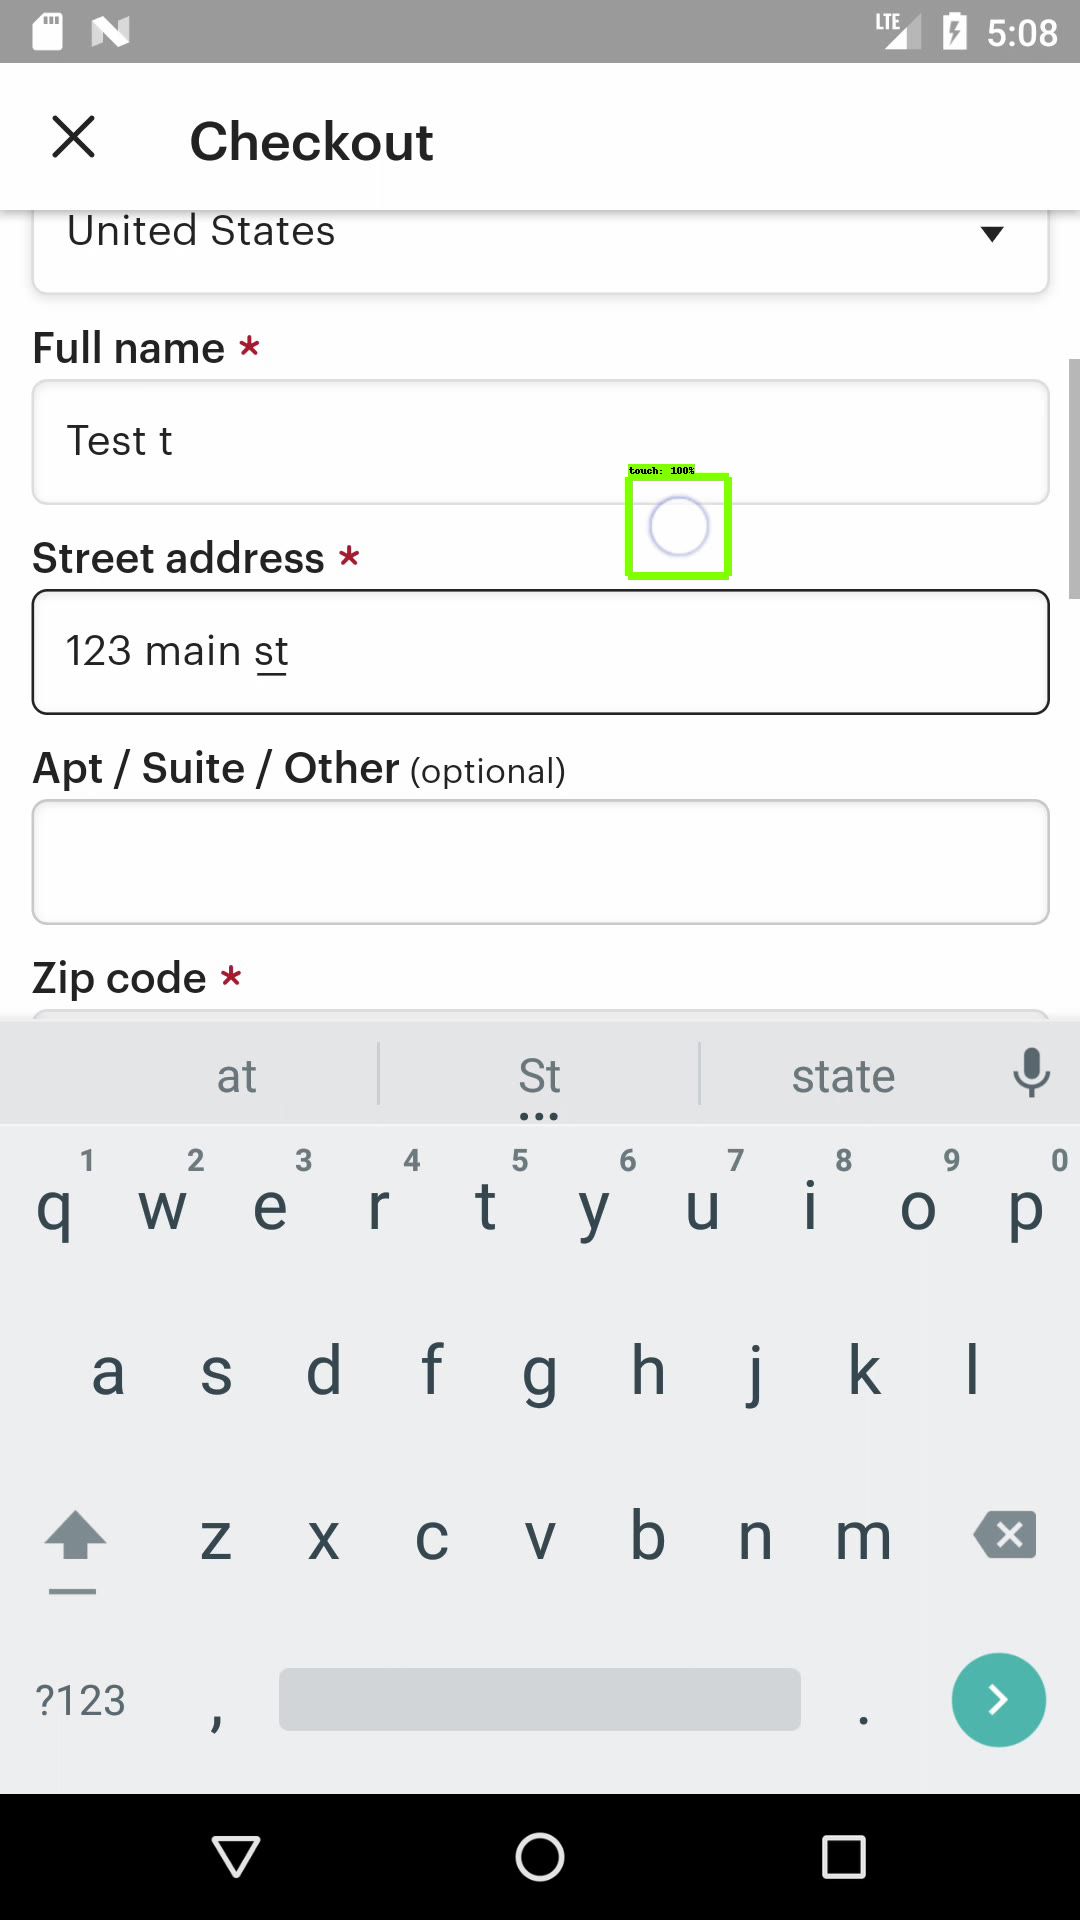 LTE 5:08
Checkout
United States
Full name *
Test t
touch: 100%
Street address *
123 main st
Apt / Suite / Other (optional)
Zip code *
at St state
1 2 3 4 5 6 7 8 9 0
q w e r t y u i o p
a s d f g h j k l
z x c v b n m
?123 , .